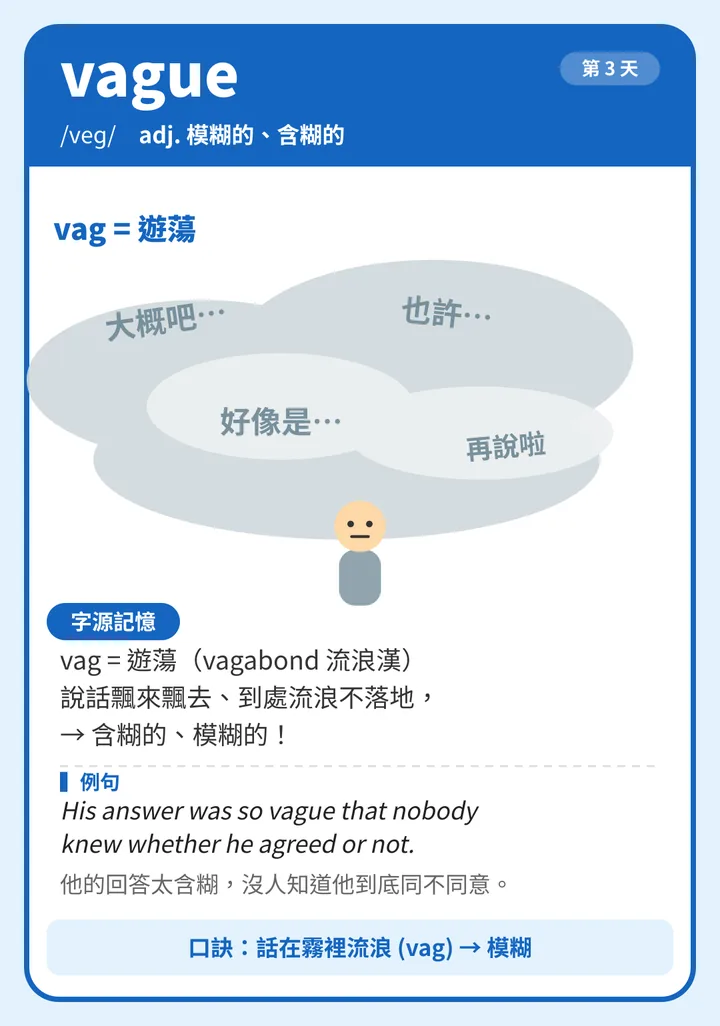 vague
第 3 天
/veg/ adj. 模糊的、含糊的
vag = 遊蕩
大概吧…
也許…
好像是…
再說啦
字源記憶
vag = 遊蕩（vagabond 流浪漢）
說話飄來飄去、到處流浪不落地，
→ 含糊的、模糊的！
例句
His answer was so vague that nobody
knew whether he agreed or not.
他的回答太含糊，沒人知道他到底同不同意。
口訣：話在霧裡流浪 (vag) → 模糊